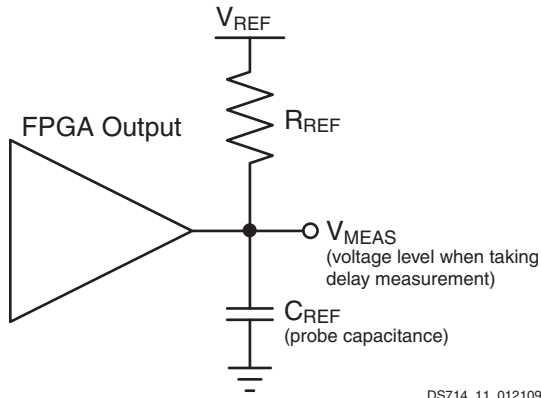 VREF
FPGA Output
RREF
VMEAS
(voltage level when taking
delay measurement)
CREF
(probe capacitance)
DS714_11_012109